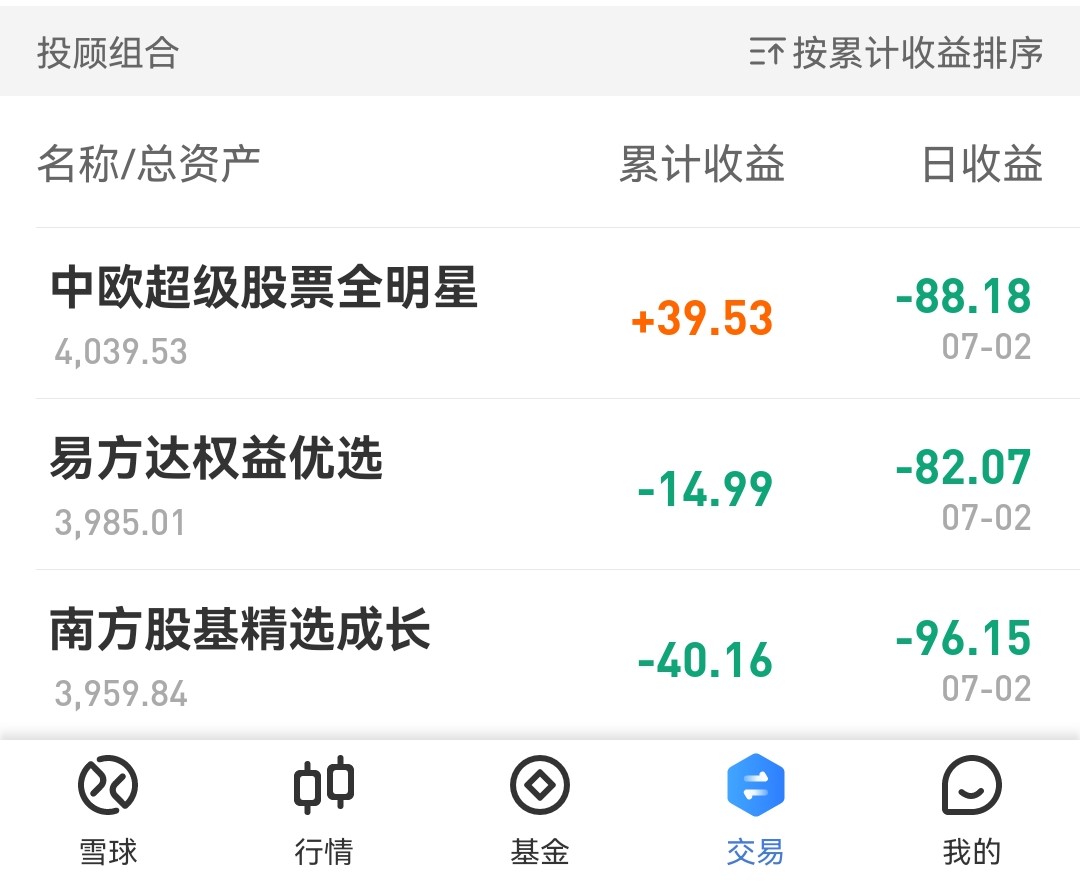 投顾组合 按累计收益排序
名称/总资产 累计收益 日收益
中欧超级股票全明星
4,039.53
+39.53
-88.18
07-02
易方达权益优选
3,985.01
-14.99
-82.07
07-02
南方股基精选成长
3,959.84
-40.16
-96.15
07-02
雪球 行情 基金 交易 我的